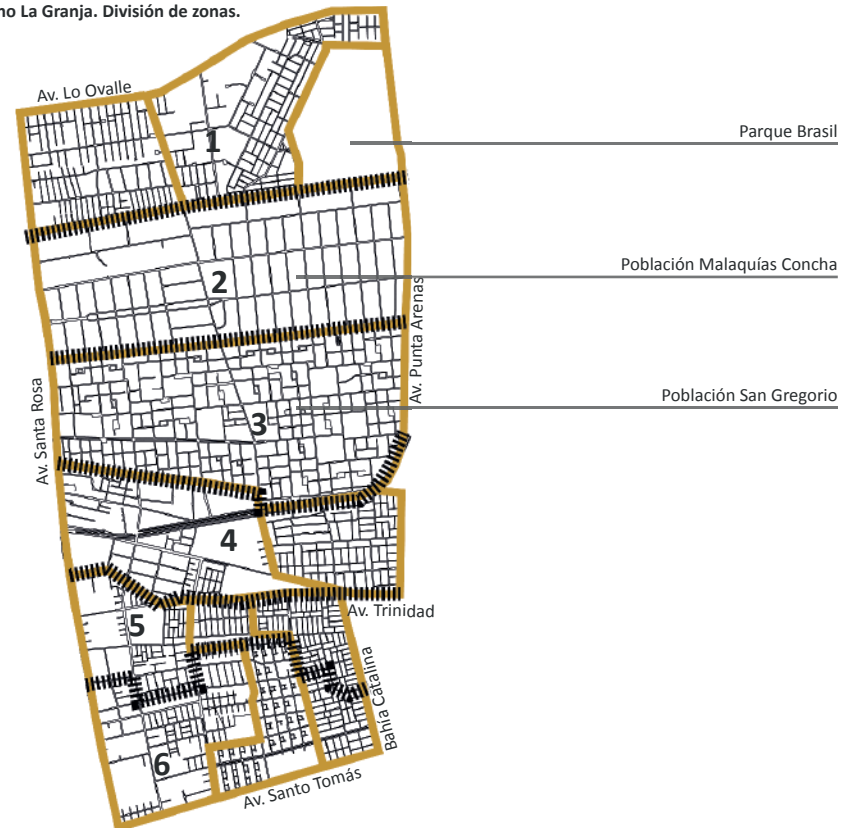 no La Granja. División de zonas.
Av. Lo Ovalle
1
Parque Brasil
2
Población Malaquías Concha
Av. Punta Arenas
Av. Santa Rosa
3
Población San Gregorio
4
Av. Trinidad
5
Bahía Catalina
6
Av. Santo Tomás